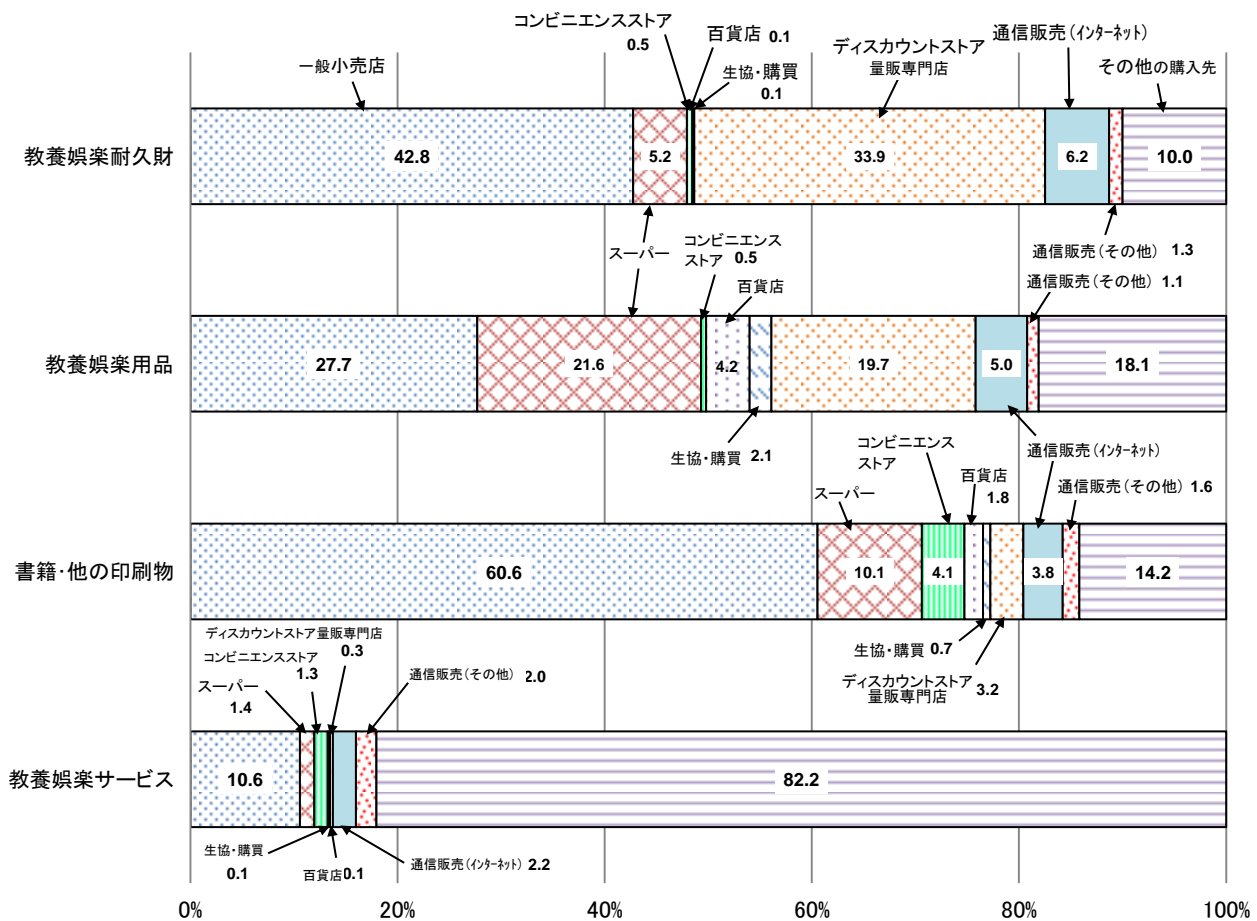 コンビニエンスストア
0.5
百貨店 0.1
生協・購買
0.1
ディスカウントストア
量販専門店
通信販売(インターネット)
その他の購入先
一般小売店
教養娯楽耐久財
42.8
5.2
33.9
6.2
10.0
スーパー
通信販売(その他) 1.3
コンビニエンス
ストア 0.5
百貨店
通信販売(その他) 1.1
教養娯楽用品
27.7
21.6
4.2
19.7
5.0
18.1
生協・購買 2.1
通信販売(インターネット)
スーパー
コンビニエンス
ストア
百貨店
1.8
通信販売(その他) 1.6
書籍・他の印刷物
60.6
10.1
4.1
3.8
14.2
生協・購買 0.7
ディスカウントストア
量販専門店 3.2
ディスカウントストア量販専門店
0.3
コンビニエンスストア
1.3
スーパー
1.4
通信販売(その他) 2.0
教養娯楽サービス
10.6
82.2
生協・購買
0.1
百貨店0.1
通信販売(インターネット) 2.2
0%
20%
40%
60%
80%
100%